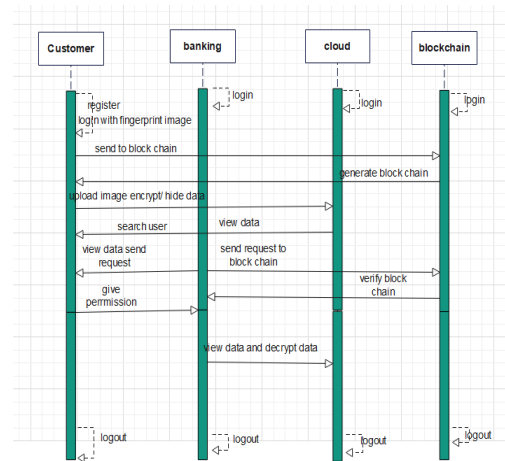 Customer
banking
cloud
blockchain
register
login with fingerprint image
login
login
login
send to block chain
generate block chain
upload image encrypt/ hide data
search user
view data
view data send
request
send request to
block chain
verify block
chain
give
perrmission
view data and decrypt data
logout
logout
logout
logout